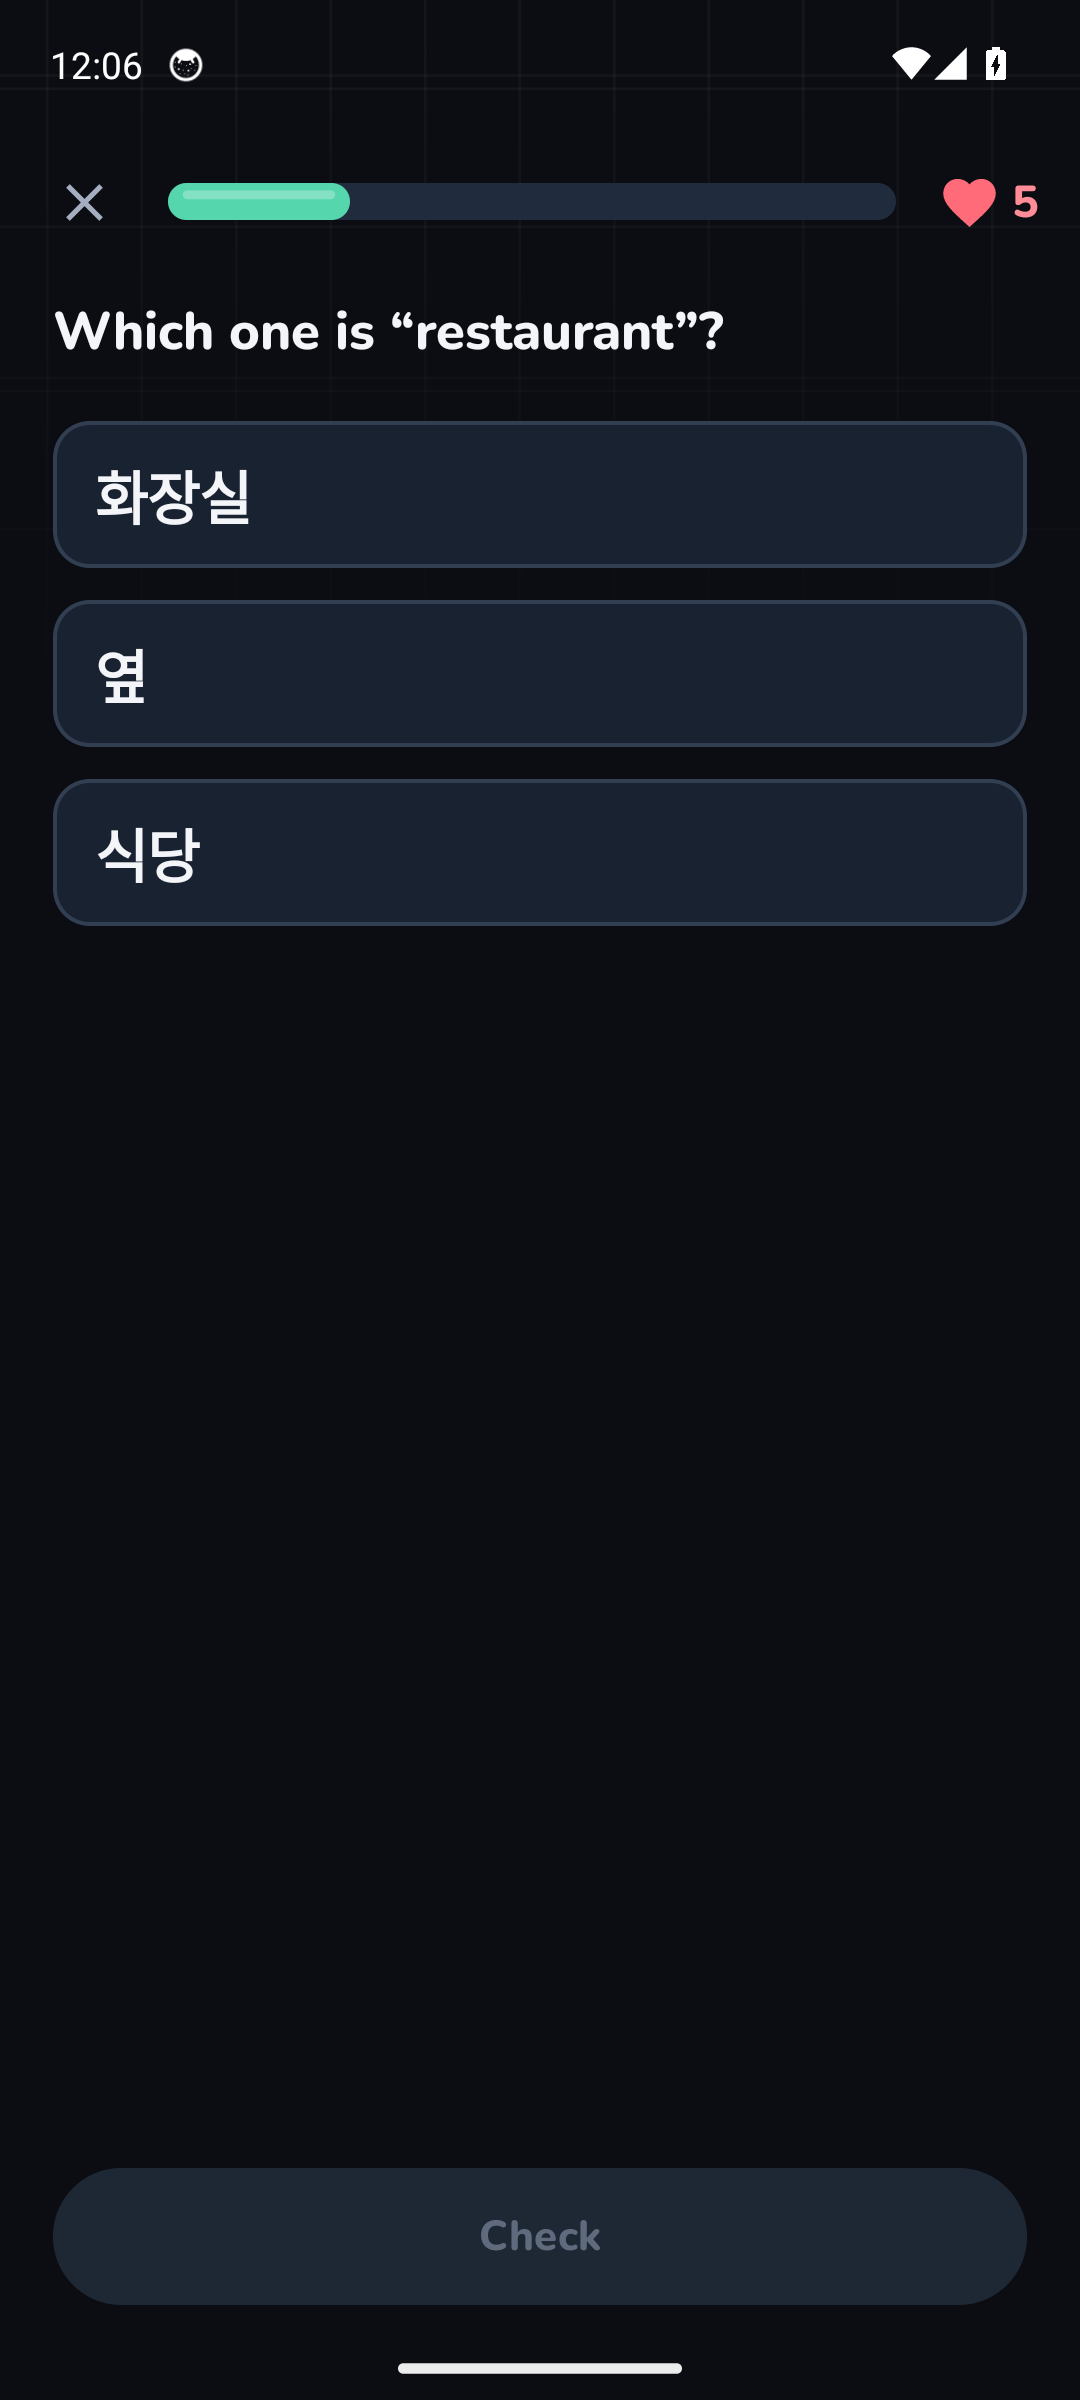 12:06
5
Which one is “restaurant”?
화장실
옆
식당
Check